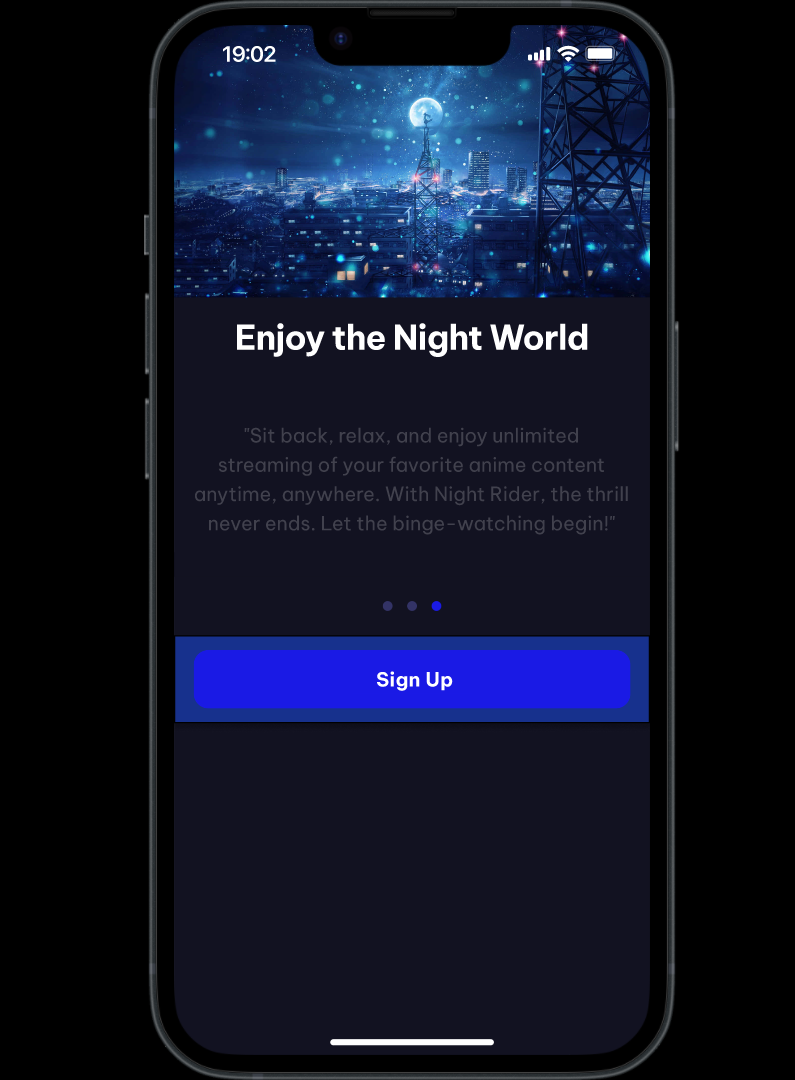 19:02
Enjoy the Night World
"Sit back, relax, and enjoy unlimited
streaming of your favorite anime content
anytime, anywhere. With Night Rider, the thrill
never ends. Let the binge-watching begin!"
Sign Up